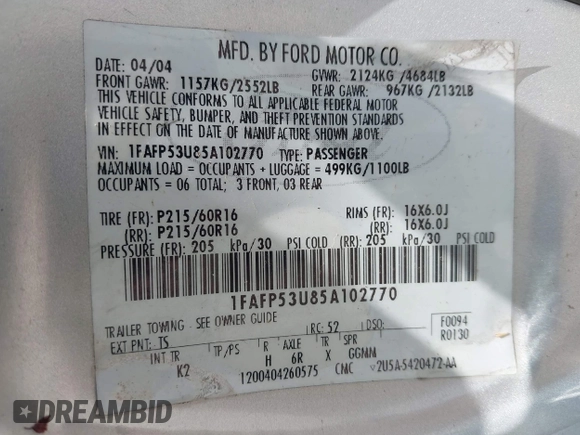 MFD. BY FORD MOTOR CO.
DATE: 04/04 GVWR: 2124KG /4684LB
FRONT GAWR: 1157KG/2552LB REAR GAWR: 967KG/2132LB
THIS VEHICLE CONFORMS TO ALL APPLICABLE FEDERAL MOTOR
VEHICLE SAFETY, BUMPER, AND THEFT PREVENTION STANDARDS
IN EFFECT ON THE DATE OF MANUFACTURE SHOWN ABOVE.
VIN: 1FAFP53U85A102770 TYPE: PASSENGER
MAXIMUM LOAD = OCCUPANTS + LUGGAGE = 499KG/1100LB
OCCUPANTS = 06 TOTAL; 3 FRONT, 03 REAR
TIRE (FR): P215/60R16 RIMS (FR): 16X6.0J
(RR): P215/60R16 (RR): 16X6.0J
PRESSURE (FR): 205 kPa/30 PSI COLD (RR): 205 kPa/30 PSI COLD
1FAFP53U85A102770
TRAILER TOWING - SEE OWNER GUIDE
EXT PNT: TS RC: 52 DSO: F0094
R0130
INT TR TP/PS R AXLE TR SPR
K2 H 6R X GGMM
1200404260575 CMC 2U5A-5420472-AA
DREAMBID